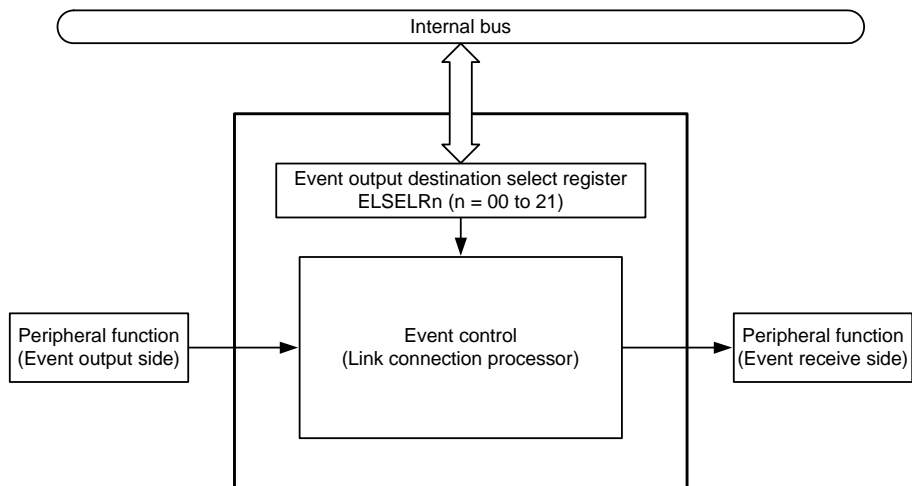 Internal bus
Event output destination select register
ELSELRn (n = 00 to 21)
Peripheral function
(Event output side)
Event control
(Link connection processor)
Peripheral function
(Event receive side)